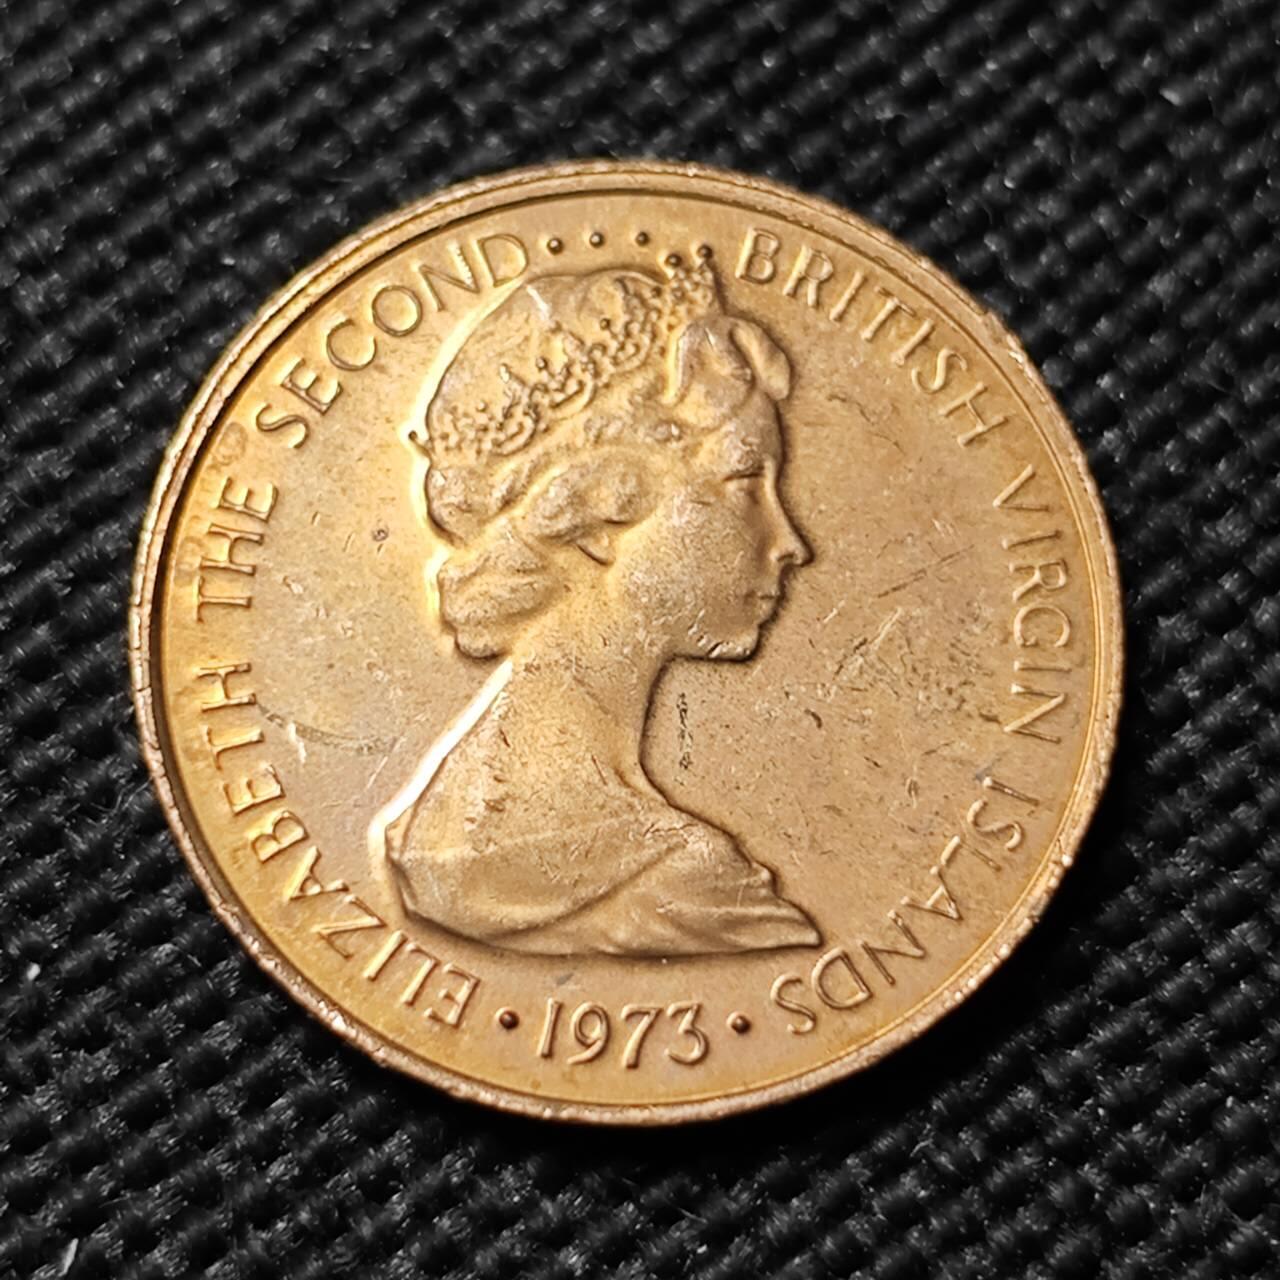 ELIZABETH THE SECOND.... BRITISH VIRGIN ISLANDS
• 1973 •